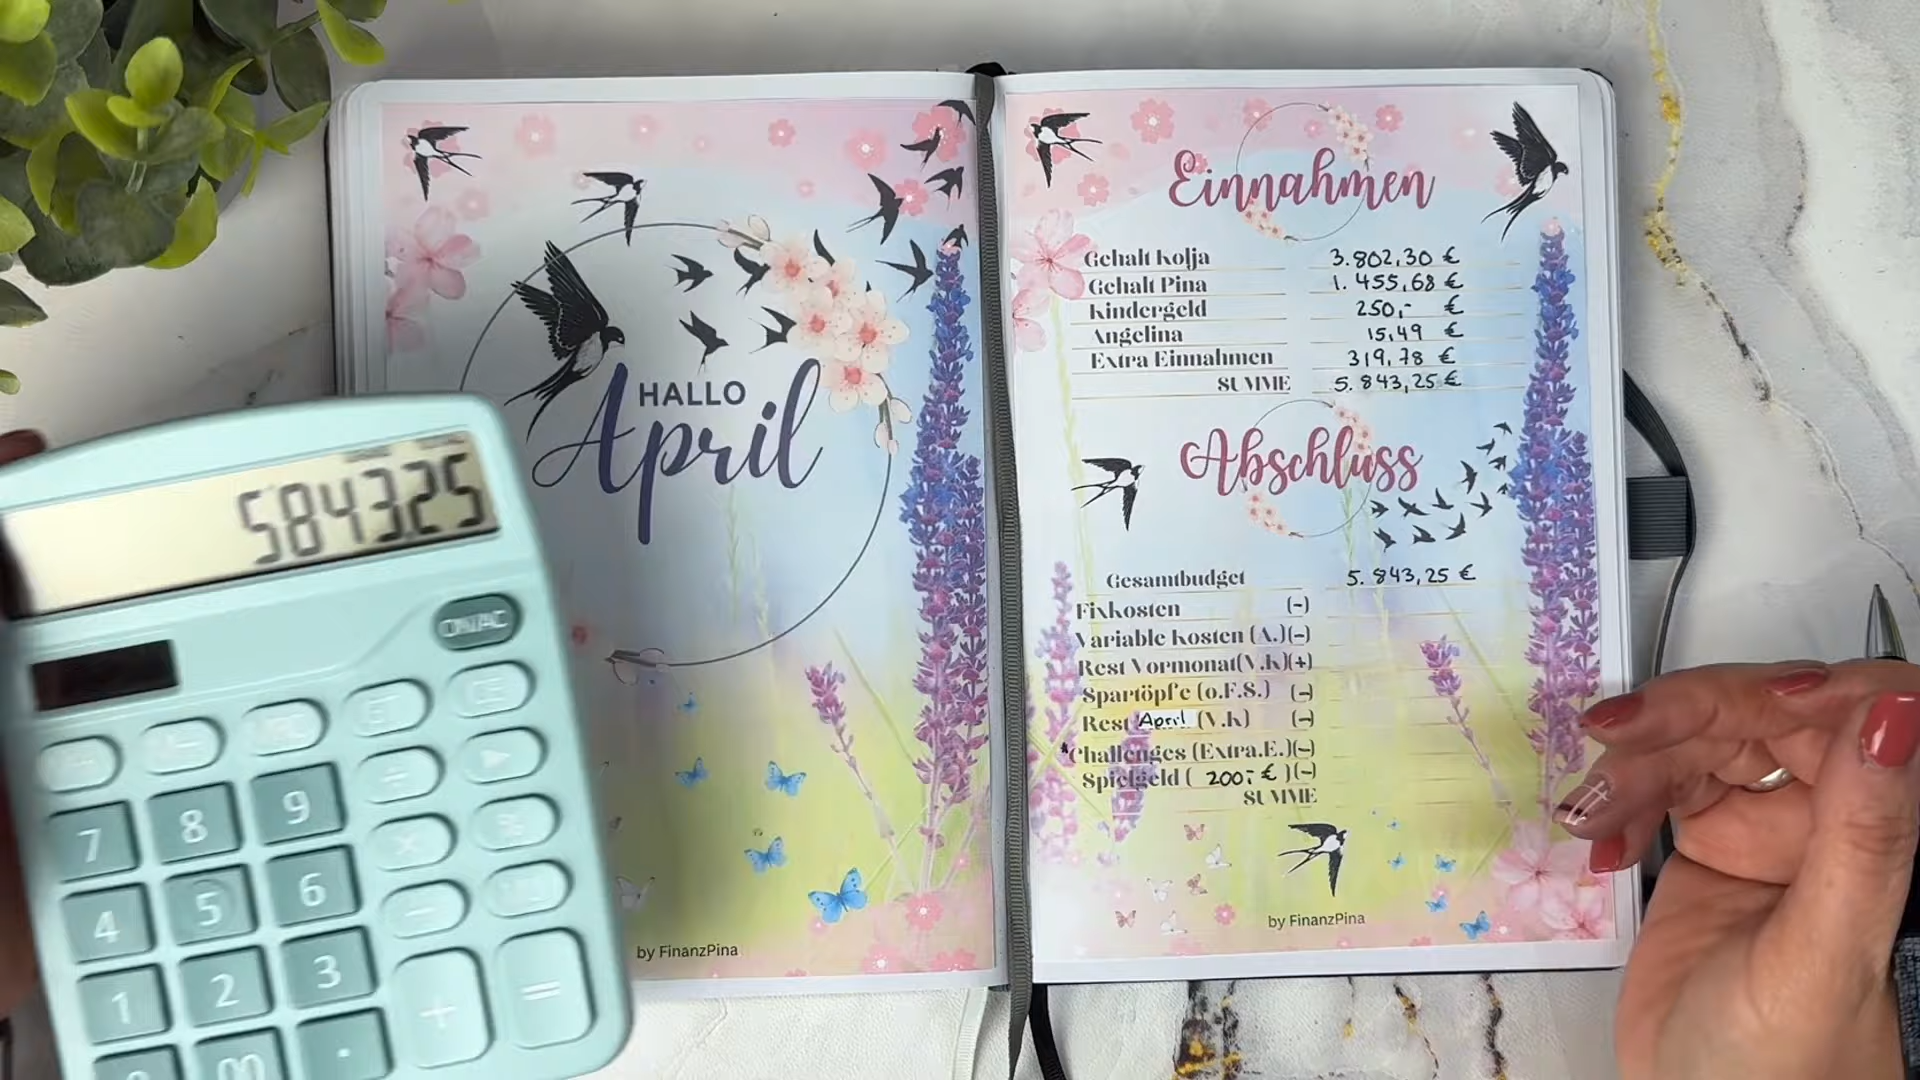 HALLO
April
by FinanzPina
Einnahmen
Gehalt Kolja 3.802,30 €
Gehalt Pina 1.455,68 €
Kindergeld 250,- €
Angelina 15,49 €
Extra Einnahmen 319,78 €
SUMME 5.843,25 €
Abschluss
Gesamtbudget 5.843,25 €
Fixkosten (-)
Variable Kosten (A.)(-)
Rest Vormonat(V.K)(+)
Spartöpfe (o.F.S.) (-)
Rest April (V.K) (-)
*Challenges (Extra.E.)(-)
Spielgeld ( 200,- € )(-)
SUMME
by FinanzPina
5843.25
ON/AC
CE
7 8 9 ÷ ▶
4 5 6 × %
1 2 3 −
00 . + =